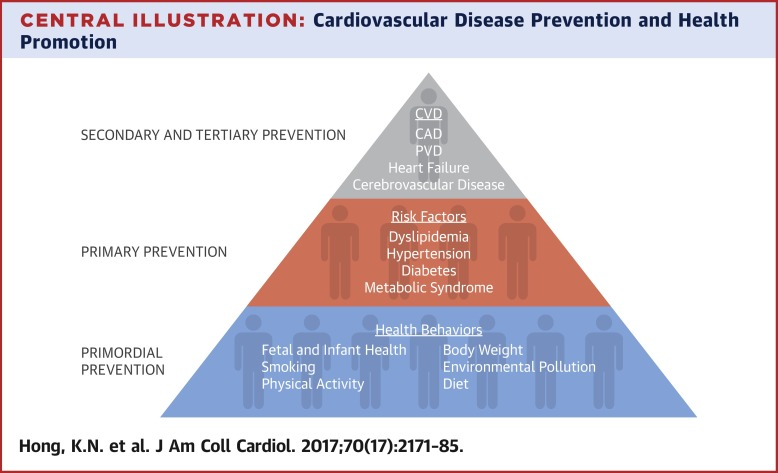 CENTRAL ILLUSTRATION: Cardiovascular Disease Prevention and Health
Promotion
SECONDARY AND TERTIARY PREVENTION
CVD
CAD
PVD
Heart Failure
Cerebrovascular Disease
PRIMARY PREVENTION
Risk Factors
Dyslipidemia
Hypertension
Diabetes
Metabolic Syndrome
PRIMORDIAL
PREVENTION
Health Behaviors
Fetal and Infant Health
Smoking
Physical Activity
Body Weight
Environmental Pollution
Diet
Hong, K.N. et al. J Am Coll Cardiol. 2017;70(17):2171-85.